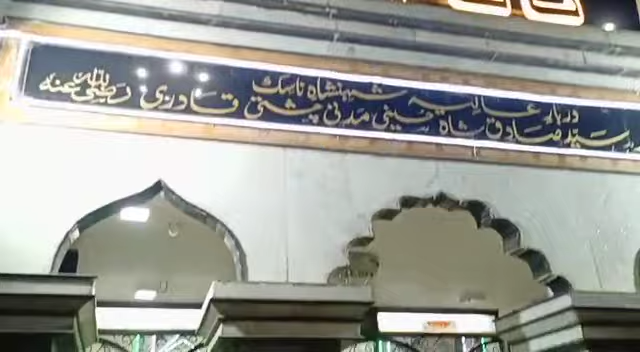 دربار عالیہ شہنشاہ ناسک
سید صادق شاہ حسینی مدنی چشتی قادری رضی اللہ عنہ